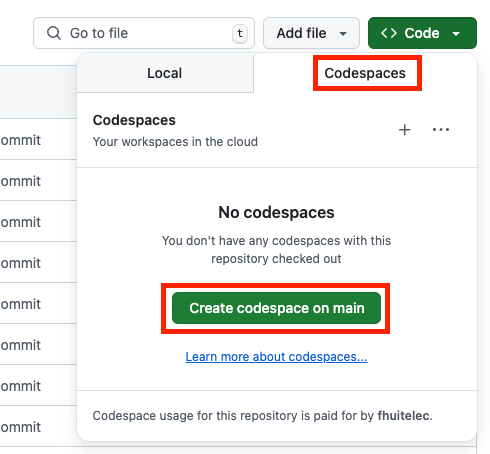 Go to file
t
Add file
<> Code
Local
Codespaces
Codespaces
Your workspaces in the cloud
ommit
ommit
ommit
ommit
ommit
ommit
ommit
ommit
No codespaces
You don't have any codespaces with this
repository checked out
Create codespace on main
Learn more about codespaces...
Codespace usage for this repository is paid for by fhuitelec.